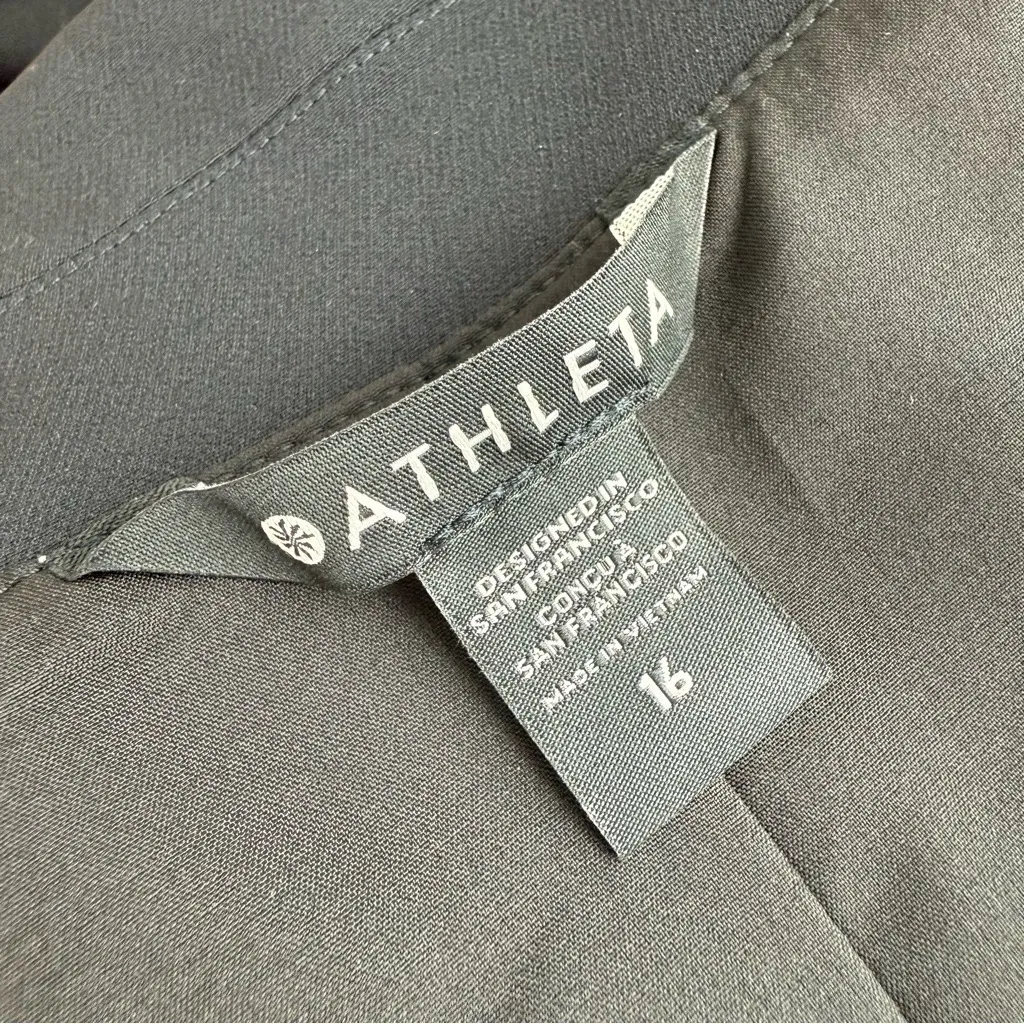 ATHLETA
DESIGNED IN
SAN FRANCISCO
CONÇU À
SAN FRANCISCO
MADE IN VIETNAM
16